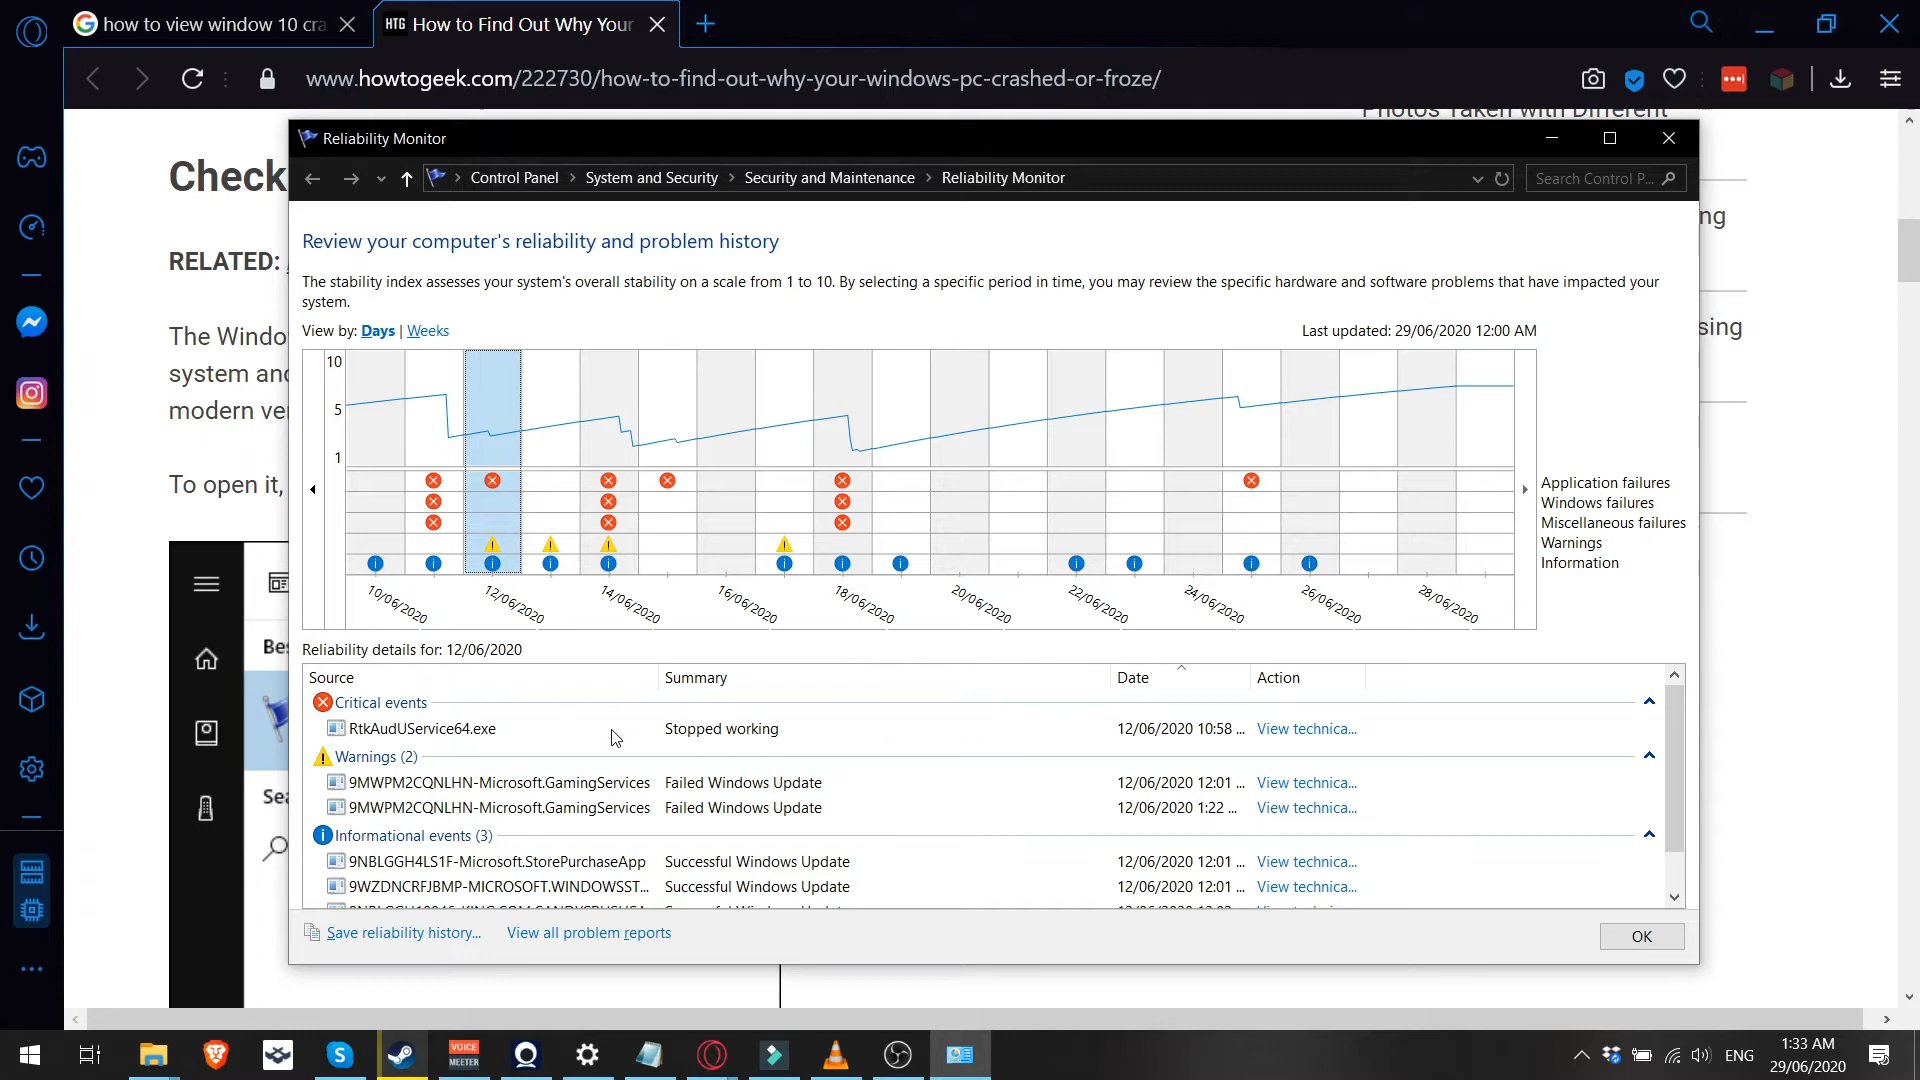 how to view window 10 cra
HTG How to Find Out Why Your
www.howtogeek.com/222730/how-to-find-out-why-your-windows-pc-crashed-or-froze/
Photos Taken with Different
Reliability Monitor
Check
Control Panel > System and Security > Security and Maintenance > Reliability Monitor
Search Control P...
ng
Review your computer's reliability and problem history
RELATED:
The stability index assesses your system's overall stability on a scale from 1 to 10. By selecting a specific period in time, you may review the specific hardware and software problems that have impacted your
system.
The Windo
View by: Days | Weeks
Last updated: 29/06/2020 12:00 AM
sing
system and
modern ve
10
5
1
To open it,
Application failures
Windows failures
Miscellaneous failures
Warnings
Information
10/06/2020
12/06/2020
14/06/2020
16/06/2020
18/06/2020
20/06/2020
22/06/2020
24/06/2020
26/06/2020
28/06/2020
Bes
Reliability details for: 12/06/2020
Source Summary Date Action
Critical events
RtkAudUService64.exe Stopped working 12/06/2020 10:58 ... View technica...
Warnings (2)
9MWPM2CQNLHN-Microsoft.GamingServices Failed Windows Update 12/06/2020 12:01 ... View technica...
9MWPM2CQNLHN-Microsoft.GamingServices Failed Windows Update 12/06/2020 1:22 ... View technica...
Sea
Informational events (3)
9NBLGGH4LS1F-Microsoft.StorePurchaseApp Successful Windows Update 12/06/2020 12:01 ... View technica...
9WZDNCRFJBMP-MICROSOFT.WINDOWSST... Successful Windows Update 12/06/2020 12:01 ... View technica...
Save reliability history...
View all problem reports
OK
VOICE
MEETER
ENG
1:33 AM
29/06/2020